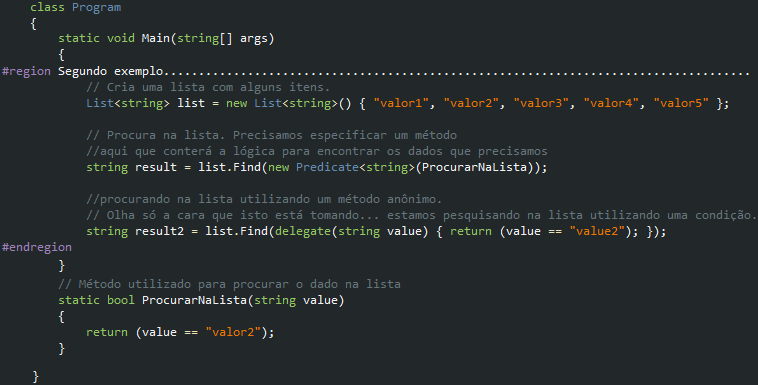 class Program
{
static void Main(string[] args)
{
#region Segundo exemplo....................................................................................
// Cria uma lista com alguns itens.
List<string> list = new List<string>() { "valor1", "valor2", "valor3", "valor4", "valor5" };
// Procura na lista. Precisamos especificar um método
//aqui que conterá a lógica para encontrar os dados que precisamos
string result = list.Find(new Predicate<string>(ProcurarNaLista));
//procurando na lista utilizando um método anônimo.
// Olha só a cara que isto está tomando... estamos pesquisando na lista utilizando uma condição.
string result2 = list.Find(delegate(string value) { return (value == "value2"); });
#endregion
}
// Método utilizado para procurar o dado na lista
static bool ProcurarNaLista(string value)
{
return (value == "valor2");
}
}